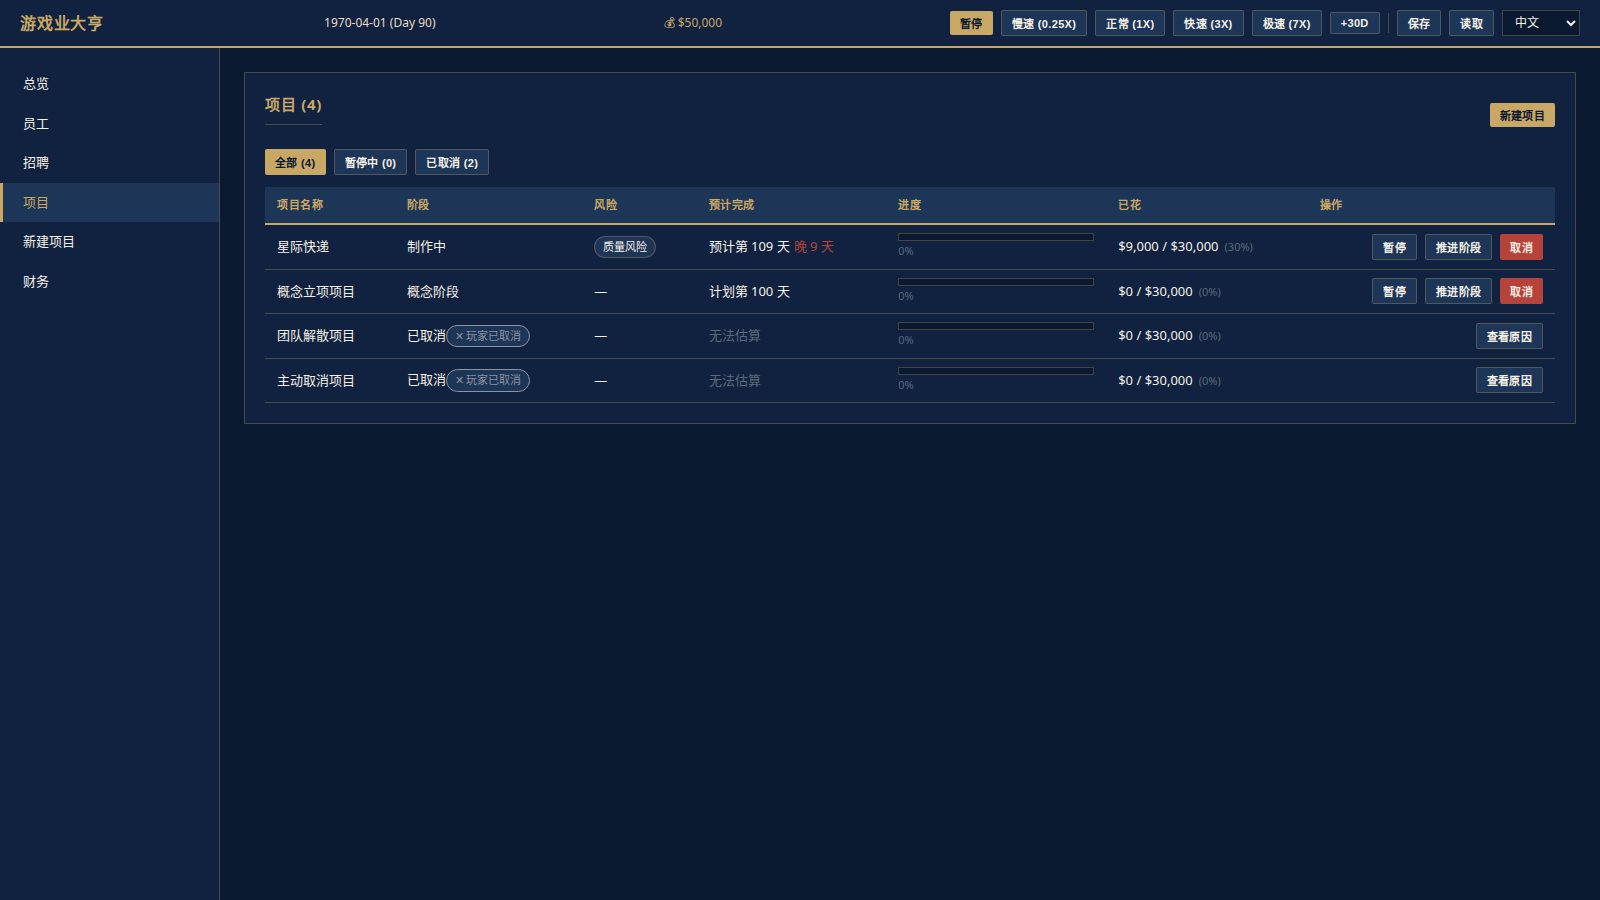 游戏业大亨
1970-04-01 (Day 90)
💰 $50,000
暂停
慢速 (0.25X)
正常 (1X)
快速 (3X)
极速 (7X)
+30D
保存
读取
中文
总览
员工
招聘
项目
新建项目
财务
项目 (4)
新建项目
全部 (4)
暂停中 (0)
已取消 (2)
项目名称 阶段 风险 预计完成 进度 已花 操作
星际快递 制作中 质量风险 预计第 109 天 晚 9 天 0% $9,000 / $30,000 (30%) 暂停 推进阶段 取消
概念立项项目 概念阶段 — 计划第 100 天 0% $0 / $30,000 (0%) 暂停 推进阶段 取消
团队解散项目 已取消 ✕ 玩家已取消 — 无法估算 0% $0 / $30,000 (0%) 查看原因
主动取消项目 已取消 ✕ 玩家已取消 — 无法估算 0% $0 / $30,000 (0%) 查看原因